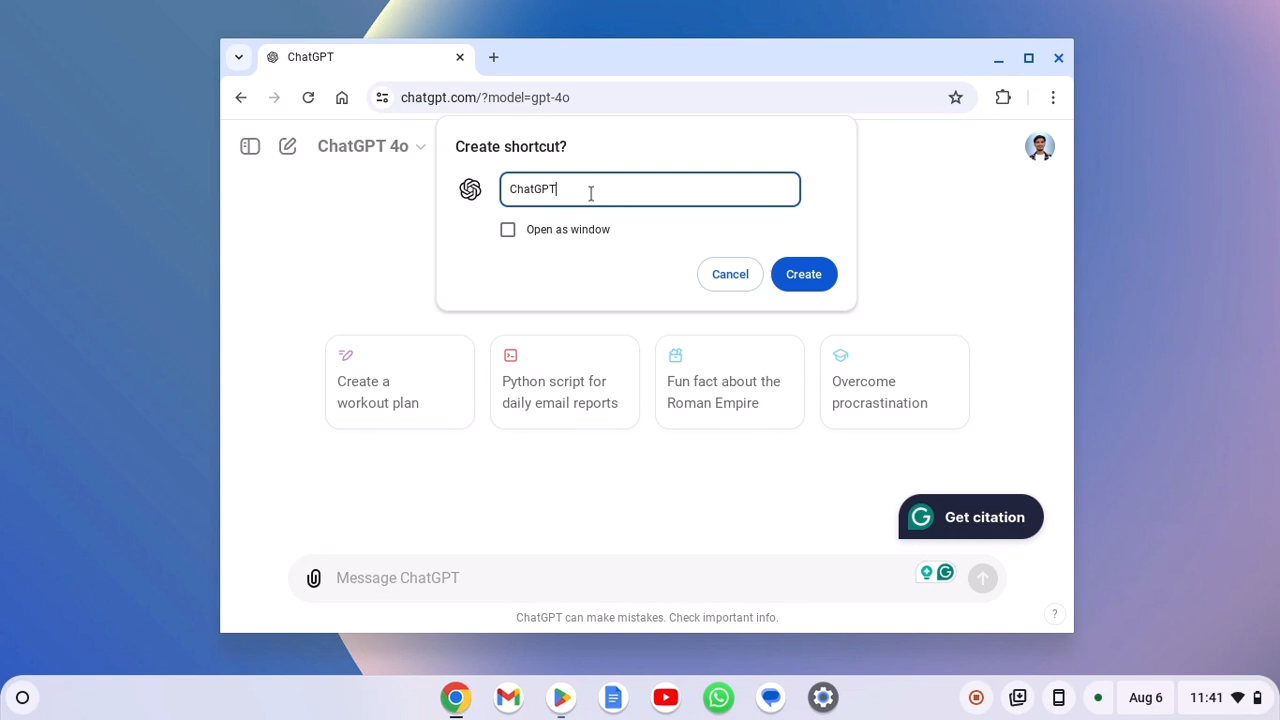 ChatGPT
chatgpt.com/?model=gpt-4o
ChatGPT 4o
Create shortcut?
ChatGPT
Open as window
Cancel
Create
Create a
workout plan
Python script for
daily email reports
Fun fact about the
Roman Empire
Overcome
procrastination
Get citation
Message ChatGPT
ChatGPT can make mistakes. Check important info.
?
Aug 6
11:41